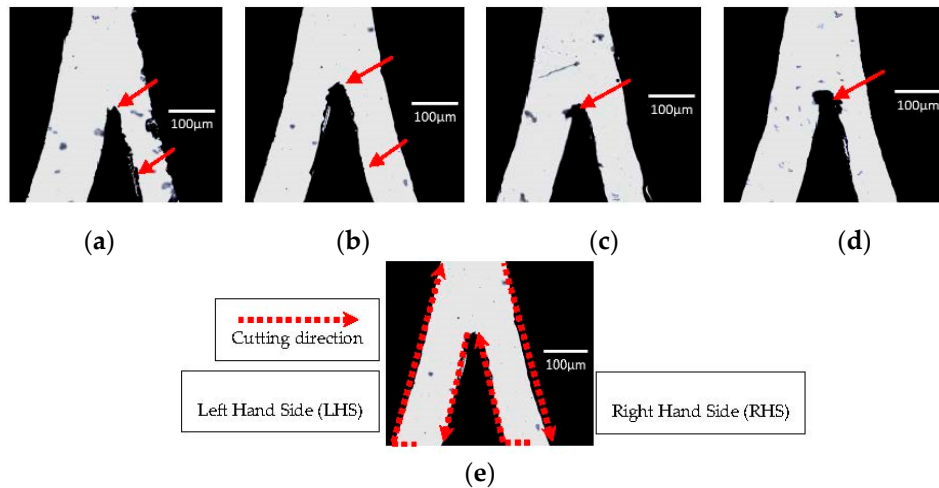 100μm
100μm
100μm
100μm
(a)
(b)
(c)
(d)
Cutting direction
100μm
Left Hand Side (LHS)
Right Hand Side (RHS)
(e)